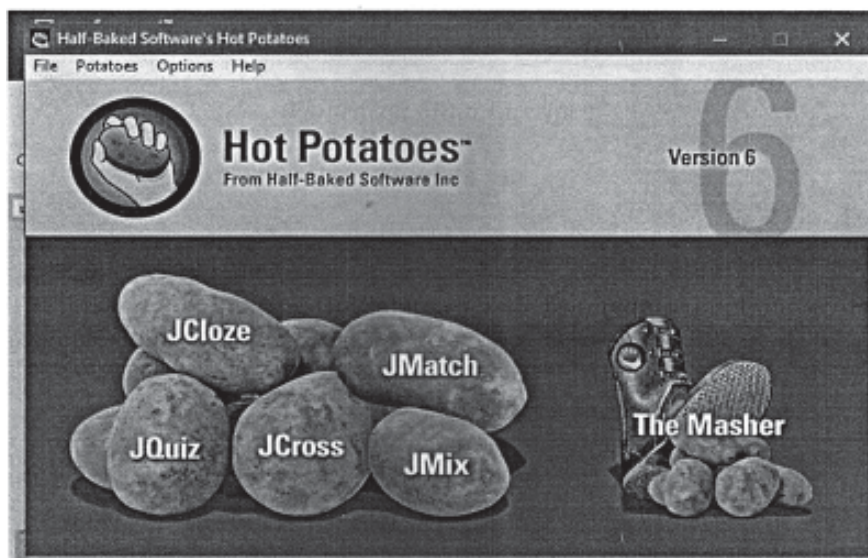 Half-Baked Software's Hot Potatoes
File Potatoes Options Help
Hot Potatoes™
From Half-Baked Software Inc
Version 6
6
JCloze
JMatch
JQuiz
JCross
JMix
The Masher